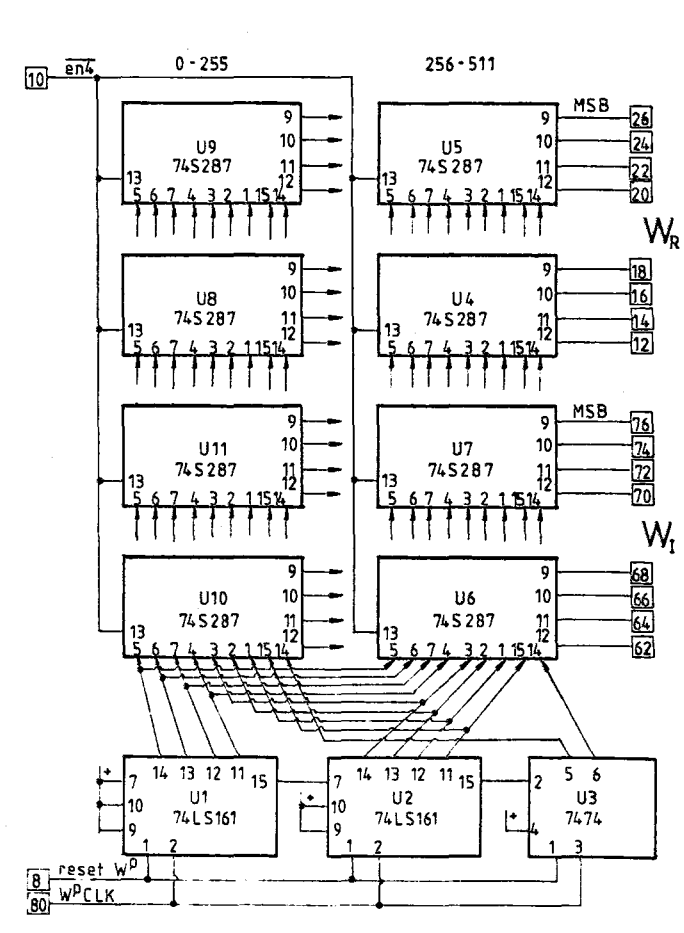 10 en4 0-255 256-511
9 9 MSB 26
10 U9 10 U5 24
11 74S287 11 74S287 22
12 12 20
13 13
5 6 7 4 3 2 1 15 14 5 6 7 4 3 2 1 15 14
W_R
9 9 18
10 U8 10 U4 16
11 74S287 11 74S287 14
12 12 12
13 13
5 6 7 4 3 2 1 15 14 5 6 7 4 3 2 1 15 14
9 9 MSB 76
10 U11 10 U7 74
11 74S287 11 74S287 72
12 12 70
13 13
5 6 7 4 3 2 1 15 14 5 6 7 4 3 2 1 15 14
W_I
9 9 68
10 U10 10 U6 66
11 74S287 11 74S287 64
12 12 62
13
5 6 7 4 3 2 1 15 14 5 6 7 4 3 2 1 15 14
+ 14 13 12 11 14 13 12 11 5 6
7 15 7 15 2
U1 + U2 U3
10 74LS161 10 74LS161 + 7474
9 9 4
1 2 1 2 1 3
8 reset W^P
80 W^P CLK